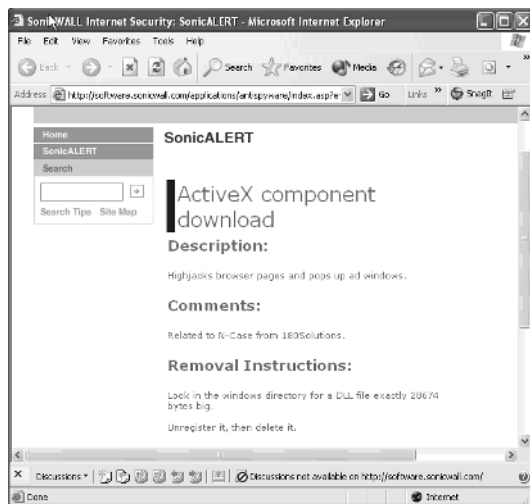 SonicWALL Internet Security: SonicALERT - Microsoft Internet Explorer
File Edit View Favorites Tools Help
Back Search Favorites Media
Address http://software.sonicwall.com/applications/antispyware/index.asp?e Go Links » SnagIt
Home
SonicALERT
Search
Search Tips Site Map
SonicALERT
ActiveX component
download
Description:
Highjacks browser pages and pops up ad windows.
Comments:
Related to N-Case from 180Solutions.
Removal Instructions:
Look in the windows directory for a DLL file exactly 28674
bytes big.
Unregister it, then delete it.
Discussions Discussions not available on http://software.sonicwall.com/
Done Internet